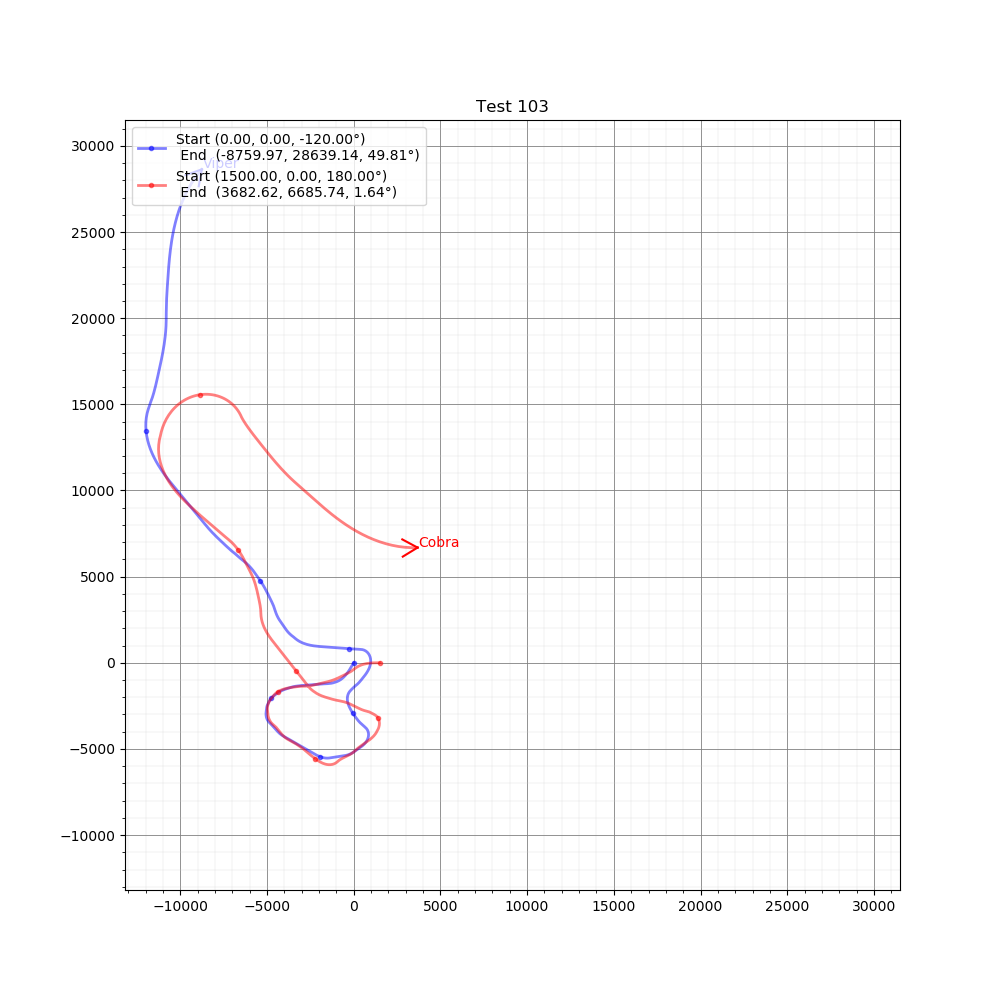 Test 103
Start (0.00, 0.00, -120.00°)
End (-8759.97, 28639.14, 49.81°)
Viper
Start (1500.00, 0.00, 180.00°)
End (3682.62, 6685.74, 1.64°)
30000
25000
20000
15000
10000
5000
0
−5000
−10000
Cobra
−10000 −5000 0 5000 10000 15000 20000 25000 30000